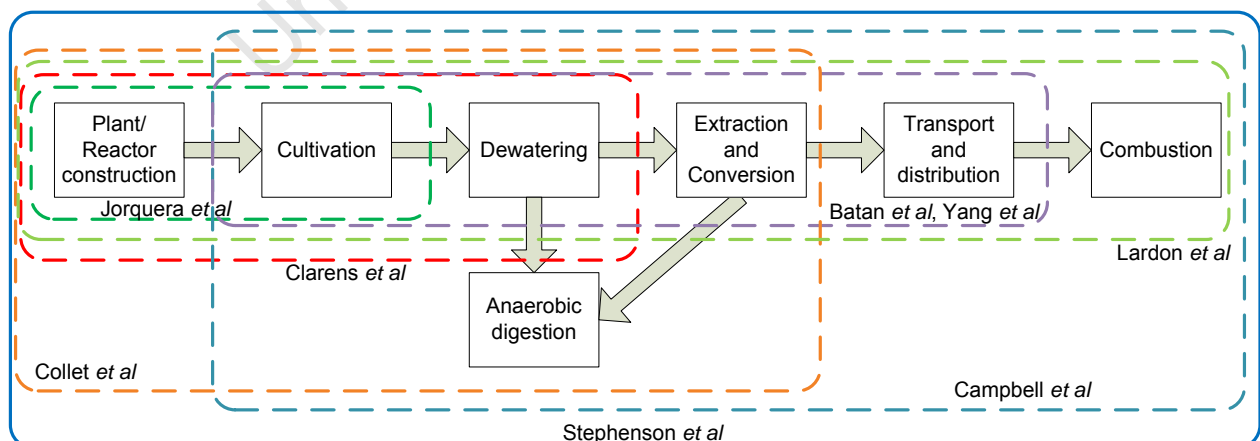 Plant/
Reactor
construction
Cultivation
Dewatering
Extraction
and
Conversion
Transport
and
distribution
Combustion
Jorquera et al
Batan et al, Yang et al
Lardon et al
Clarens et al
Anaerobic
digestion
Collet et al
Campbell et al
Stephenson et al